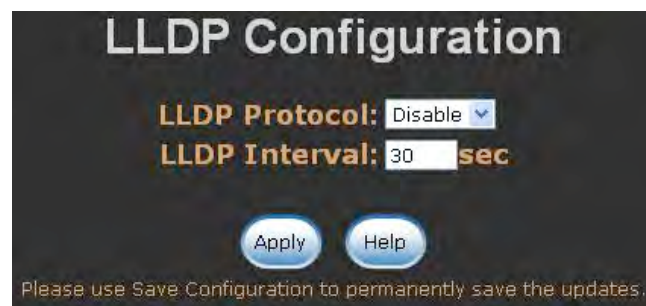 LLDP Configuration
LLDP Protocol: Disable
LLDP Interval: 30 sec
Apply Help
Please use Save Configuration to permanently save the updates.